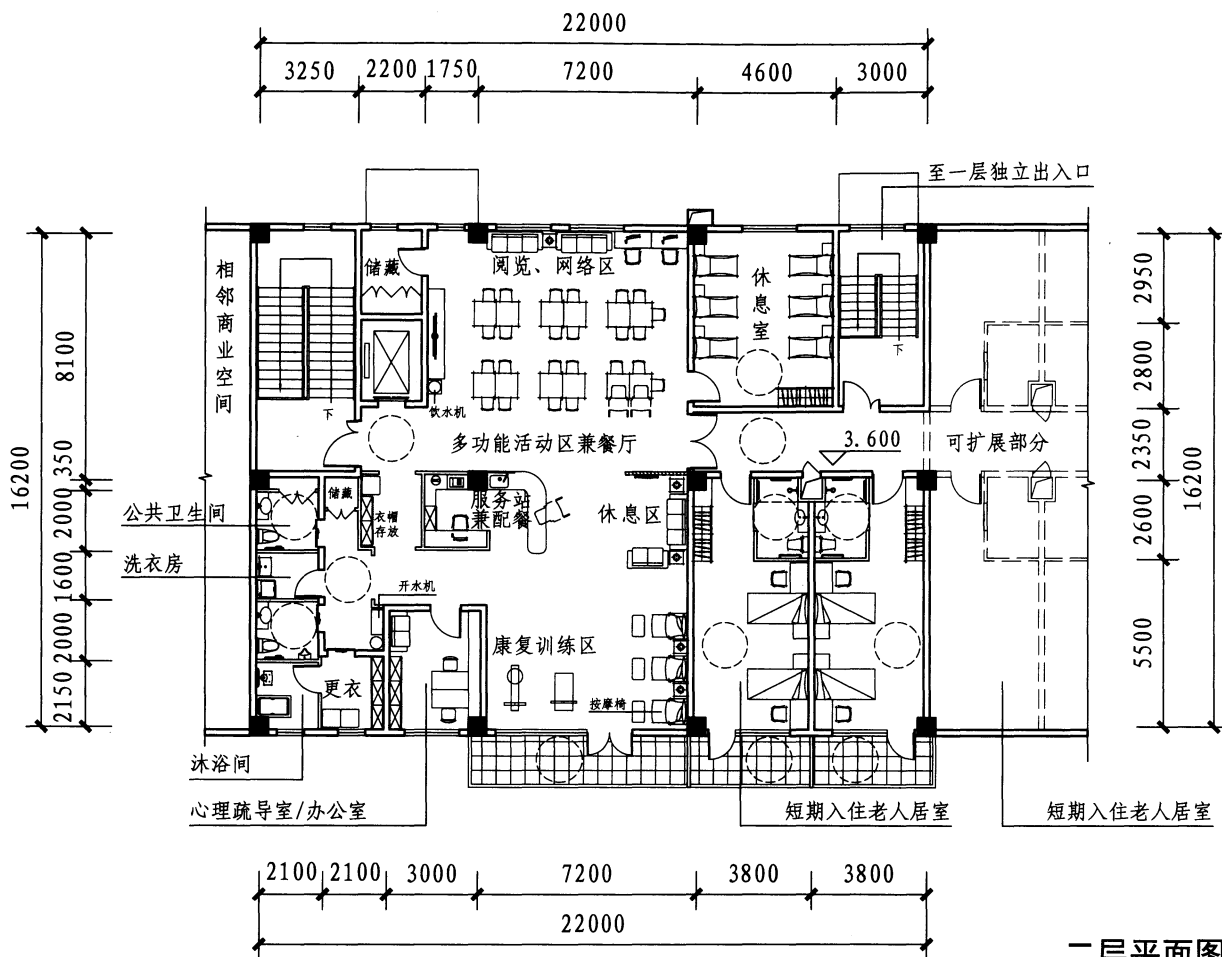 22000
3250
2200
1750
7200
4600
3000
至一层独立出入口
相邻商业空间
储藏
阅览、网络区
休息室
下
下
饮水机
多功能活动区兼餐厅
3.600
可扩展部分
16200
8100
350
2000
1600
2000
2150
2950
2800
2350
2600
5500
16200
公共卫生间
储藏
衣帽
存放
服务站
兼配餐
休息区
洗衣房
开水机
康复训练区
更衣
按摩椅
沐浴间
心理疏导室/办公室
短期入住老人居室
短期入住老人居室
2100
2100
3000
7200
3800
3800
22000
二层平面图